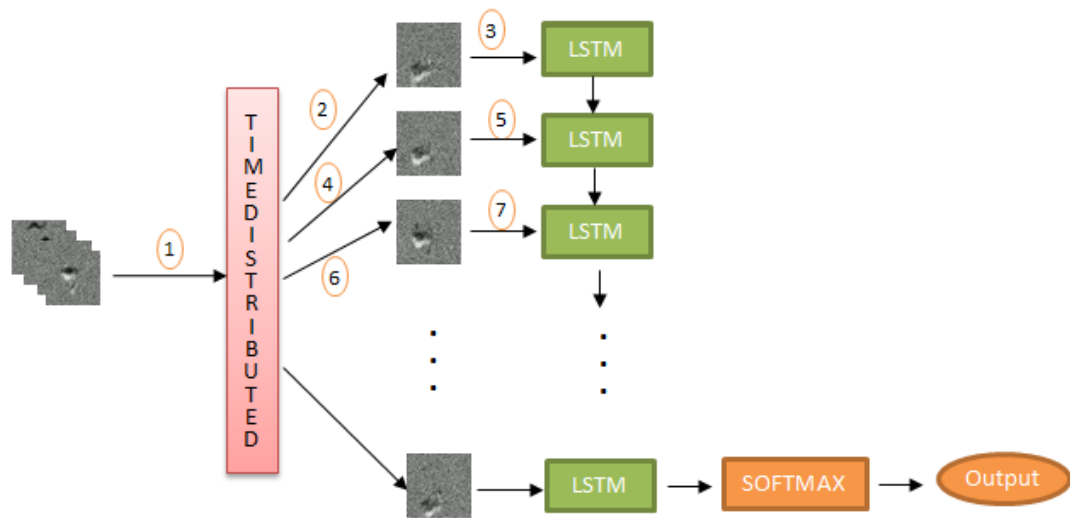 1
TIMEDISTRIBUTED
2
3
LSTM
4
5
LSTM
6
7
LSTM
LSTM
SOFTMAX
Output